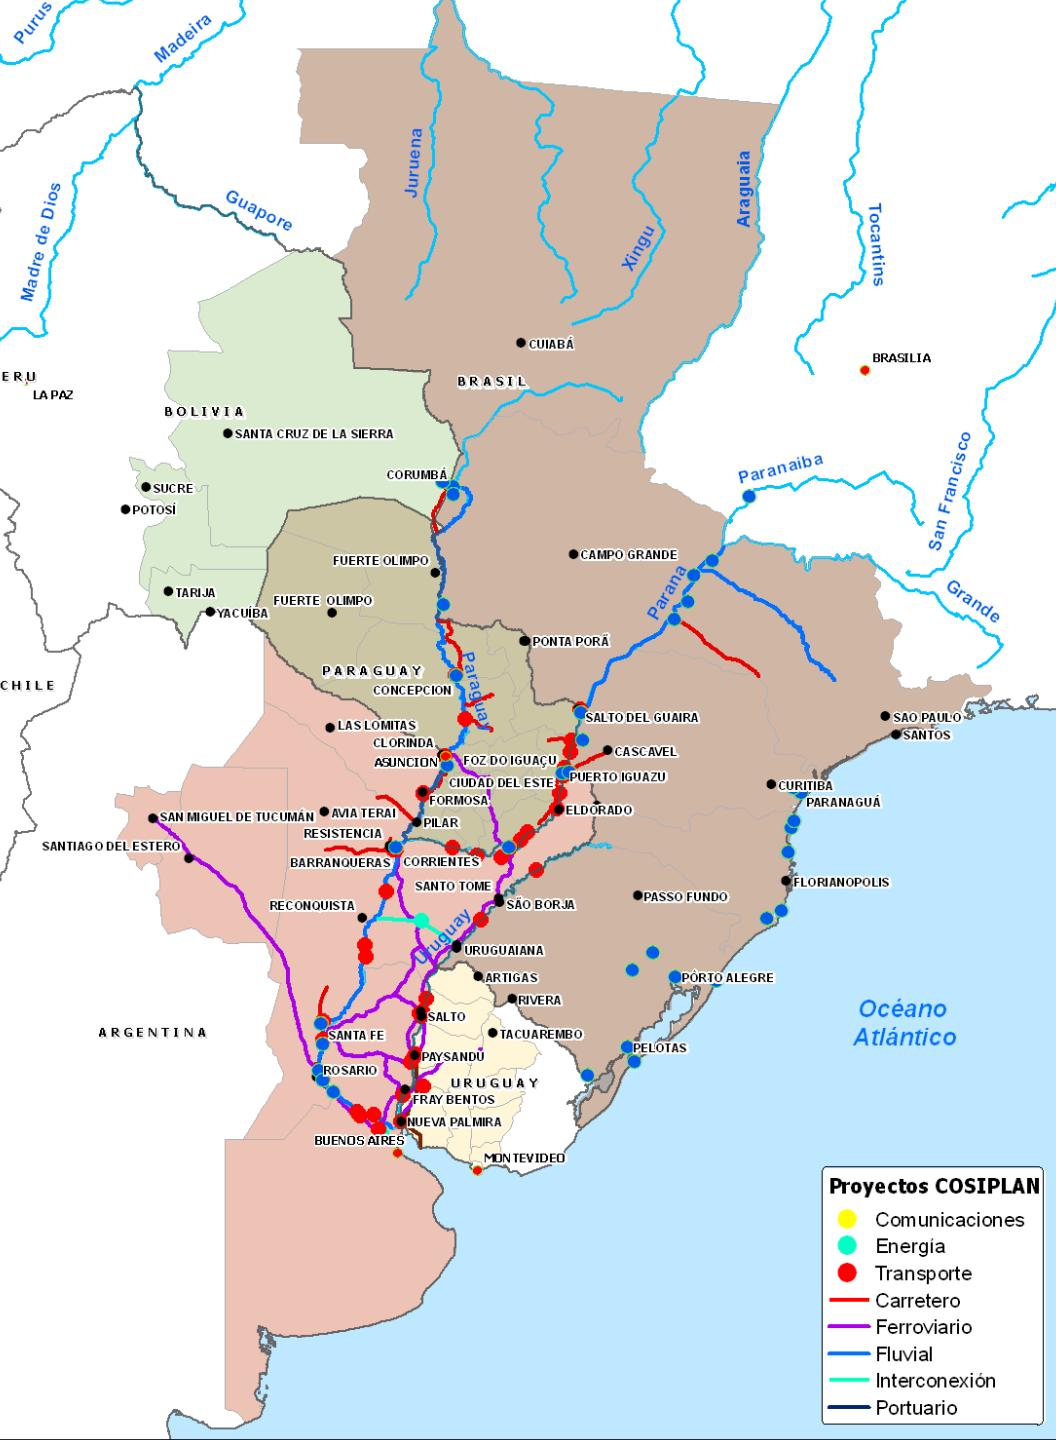 Purus
Madeira
Juruena
Araguaia
Madre de Dios
Guapore
Xingu
Tocantins
CUIABÁ
BRASILIA
ERU
LA PAZ
BRASIL
BOLIVIA
SANTA CRUZ DE LA SIERRA
San Francisco
CORUMBÁ
Paranaiba
SUCRE
POTOSÍ
FUERTE OLIMPO
CAMPO GRANDE
TARIJA
FUERTE OLIMPO
Parana
Grande
YACUÍBA
PONTA PORÃ
PARAGUAY
Paraguay
CHILE
CONCEPCION
SALTO DEL GUAIRA
SAO PAULO
LAS LOMITAS
SANTOS
CLORINDA
CASCAVEL
ASUNCION
FOZ DO IGUAÇU
PUERTO IGUAZU
CIUDAD DEL ESTE
CURITIBA
FORMOSA
PARANAGUÁ
AVIA TERAI
ELDORADO
SAN MIGUEL DE TUCUMÁN
PILAR
RESISTENCIA
SANTIAGO DEL ESTERO
BARRANQUERAS
CORRIENTES
SANTO TOME
FLORIANOPOLIS
PASSO FUNDO
RECONQUISTA
SÃO BORJA
Uruguay
URUGUAIANA
ARTIGAS
PÓRTO ALEGRE
RIVERA
Océano
Atlántico
SALTO
ARGENTINA
SANTA FE
TACUAREMBO
PELOTAS
PAYSANDÚ
ROSARIO
URUGUAY
FRAY BENTOS
NUEVA PALMIRA
BUENOS AIRES
MONTEVIDEO
Proyectos COSIPLAN
Comunicaciones
Energía
Transporte
Carretero
Ferroviario
Fluvial
Interconexión
Portuario